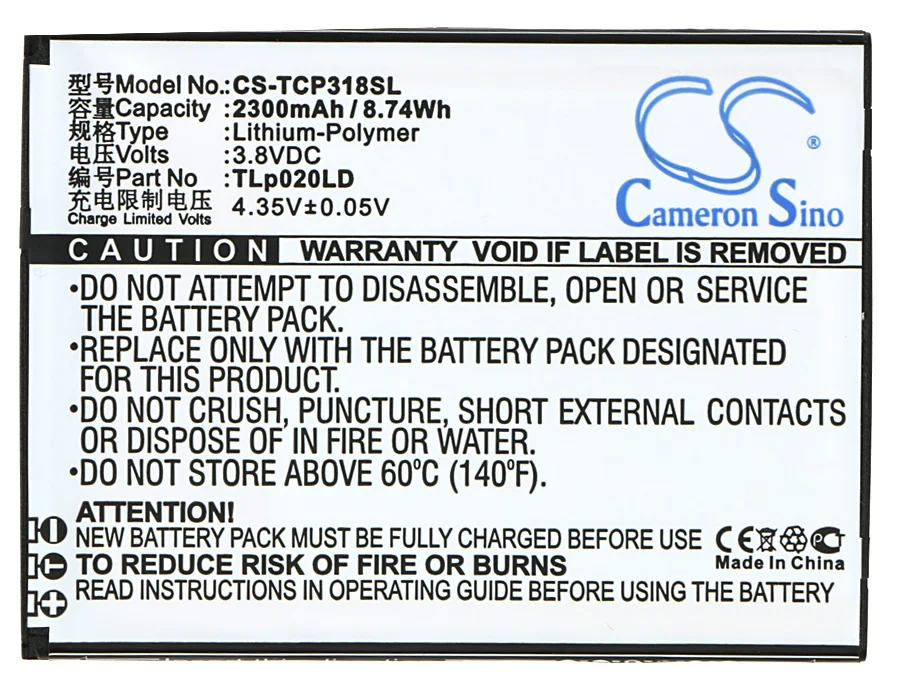 型号Model No.:CS-TCP318SL
容量Capacity :2300mAh / 8.74Wh
规格Type :Lithium-Polymer
电压Volts :3.8VDC
编号Part No :TLp020LD
充电限制电压
Charge Limited Volts 4.35V±0.05V
CS
®
Cameron Sino
CAUTION WARRANTY VOID IF LABEL IS REMOVED
•DO NOT ATTEMPT TO DISASSEMBLE, OPEN OR SERVICE
THE BATTERY PACK.
•REPLACE ONLY WITH THE BATTERY PACK DESIGNATED
FOR THIS PRODUCT.
•DO NOT CRUSH, PUNCTURE, SHORT EXTERNAL CONTACTS
OR DISPOSE OF IN FIRE OR WATER.
•DO NOT STORE ABOVE 60°C (140°F).
ATTENTION!
NEW BATTERY PACK MUST BE FULLY CHARGED BEFORE USE
TO REDUCE RISK OF FIRE OR BURNS
READ INSTRUCTIONS IN OPERATING GUIDE BEFORE USING THE BATTERY
CE
Made In China